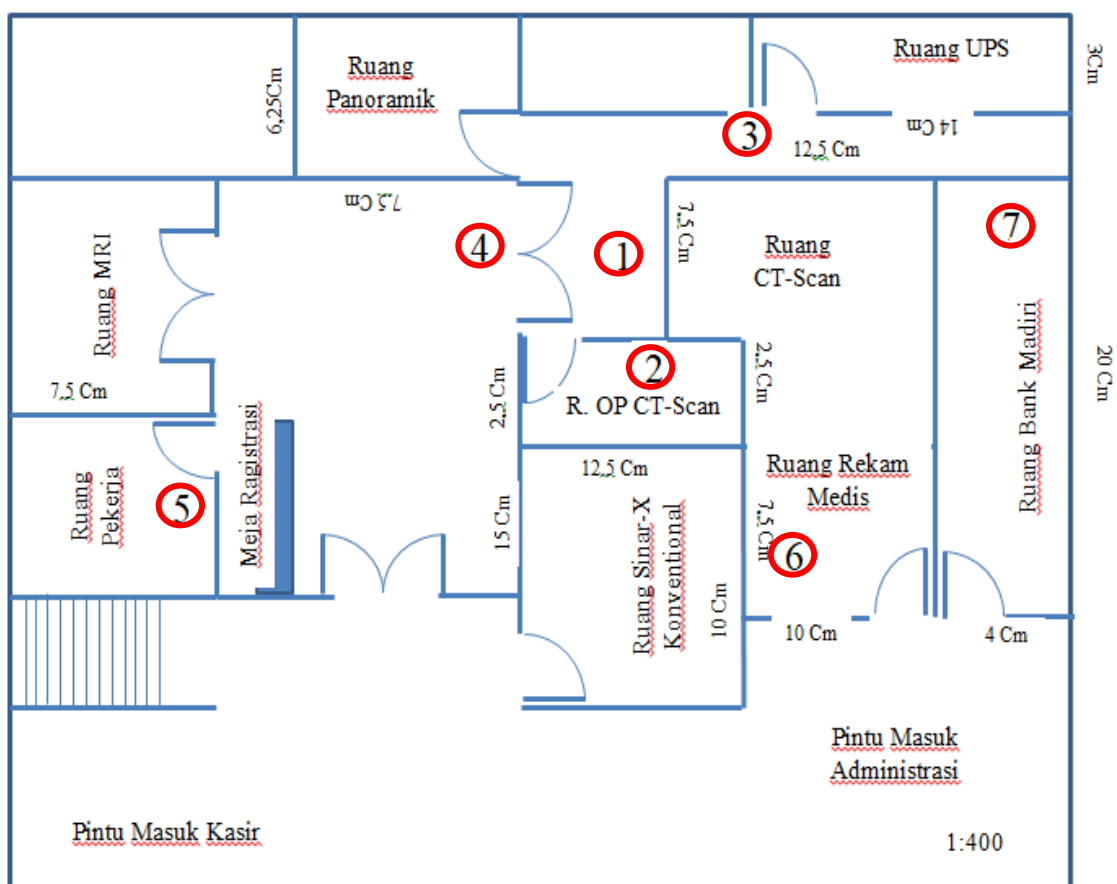 Ruang UPS
3Cm
Ruang
Panoramik
6,25Cm
14 Cm
3
12,5 Cm
7,5 Cm
7,5 Cm
4
1
7
Ruang
CT-Scan
Ruang MRI
7,5 Cm
2,5 Cm
2
R. OP CT-Scan
2,5 Cm
Ruang Bank Madiri
20 Cm
Meja Ragistrasi
12,5 Cm
Ruang Rekam
Medis
Ruang
Pekerja
5
15 Cm
7,5 Cm
6
Ruang Sinar-X
Konventional
10 Cm
10 Cm
4 Cm
Pintu Masuk
Administrasi
Pintu Masuk Kasir
1:400